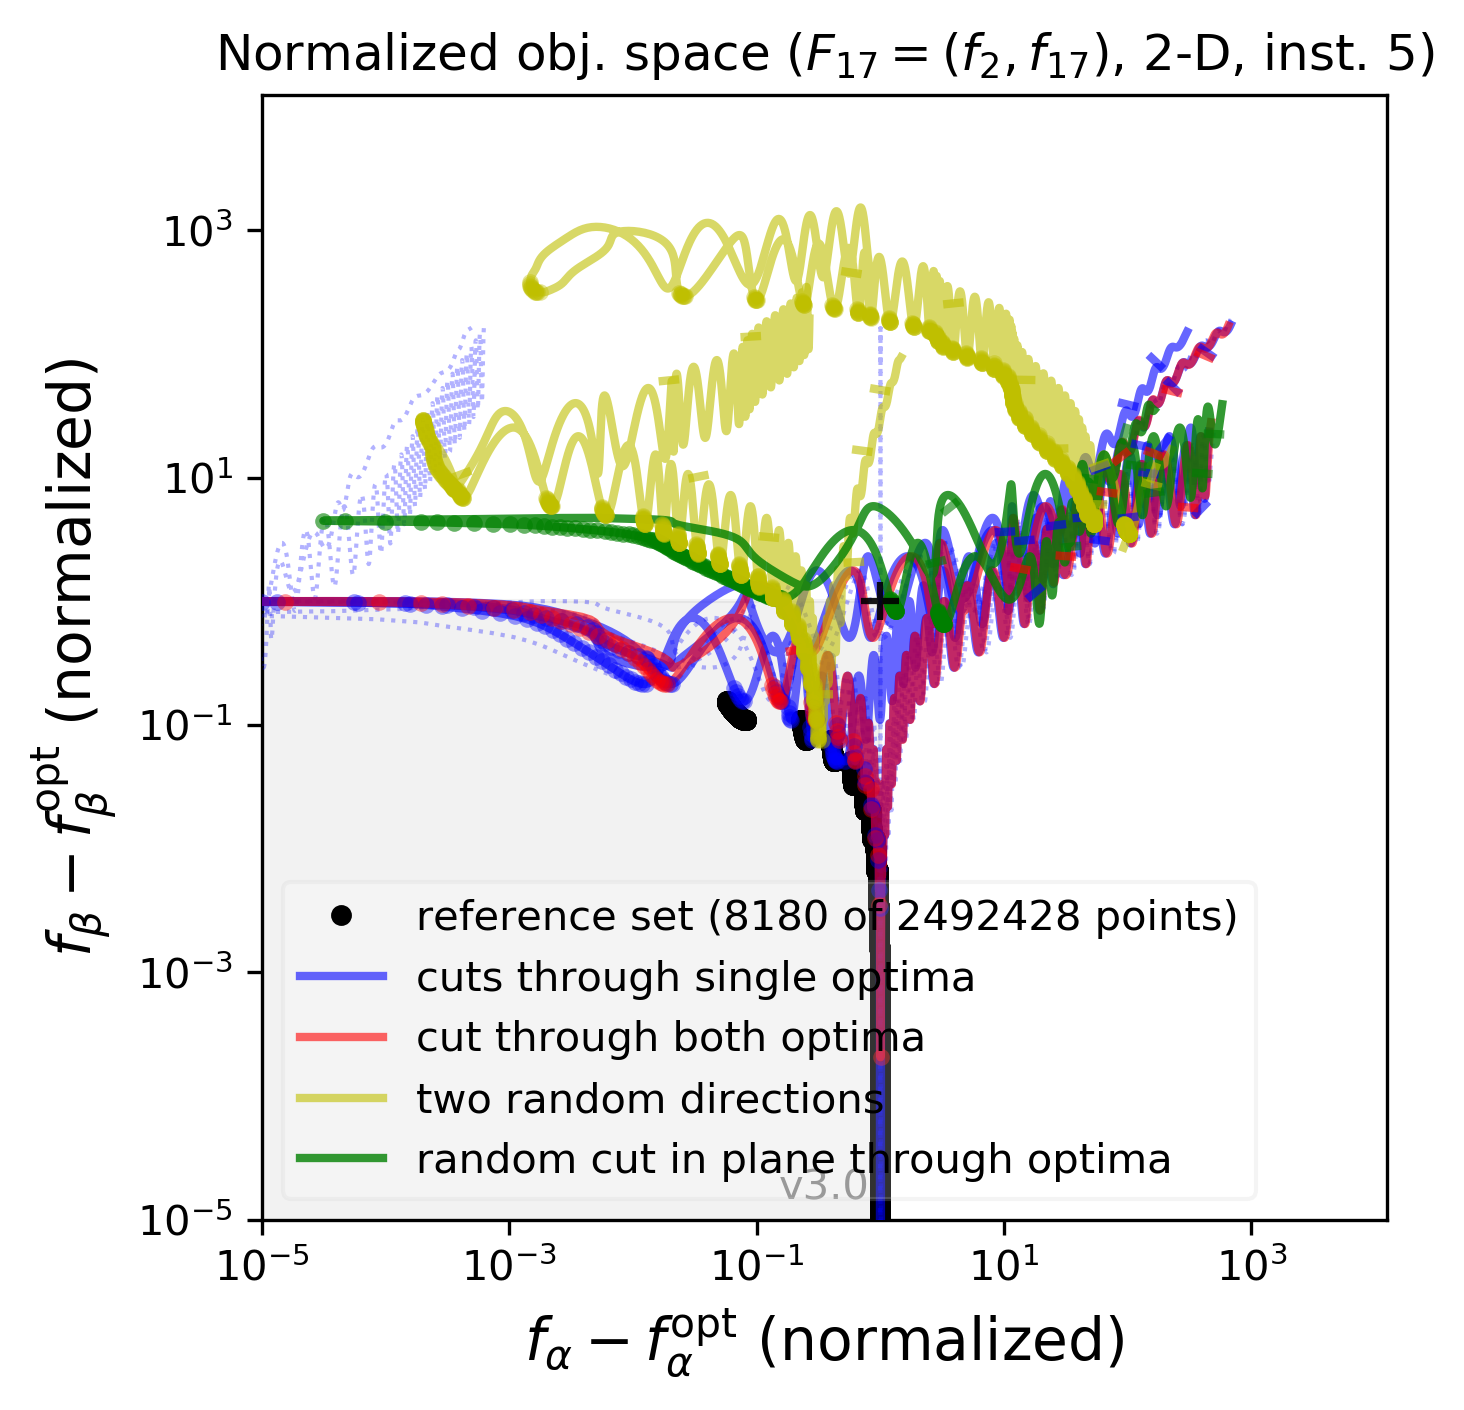 Normalized obj. space (F₁₇ = (f₂, f₁₇), 2-D, inst. 5)
f_β − f_β^opt (normalized)
10³
10¹
10⁻¹
10⁻³
10⁻⁵
reference set (8180 of 2492428 points)
cuts through single optima
cut through both optima
two random directions
random cut in plane through optima
v3.0
10⁻⁵ 10⁻³ 10⁻¹ 10¹ 10³
f_α − f_α^opt (normalized)